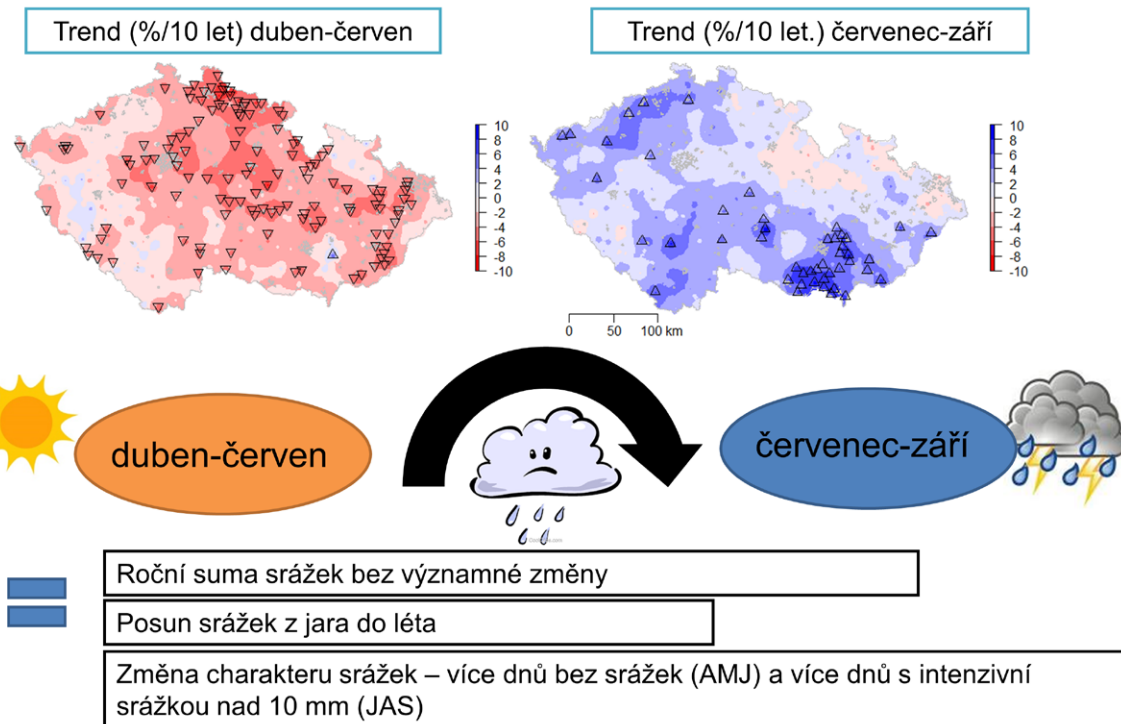 Trend (%/10 let) duben-červen
Trend (%/10 let.) červenec-září
10
8
6
4
2
0
-2
-4
-6
-8
-10
10
8
6
4
2
0
-2
-4
-6
-8
-10
0 50 100 km
duben-červen
červenec-září
Roční suma srážek bez významné změny
Posun srážek z jara do léta
Změna charakteru srážek – více dnů bez srážek (AMJ) a více dnů s intenzivní
srážkou nad 10 mm (JAS)